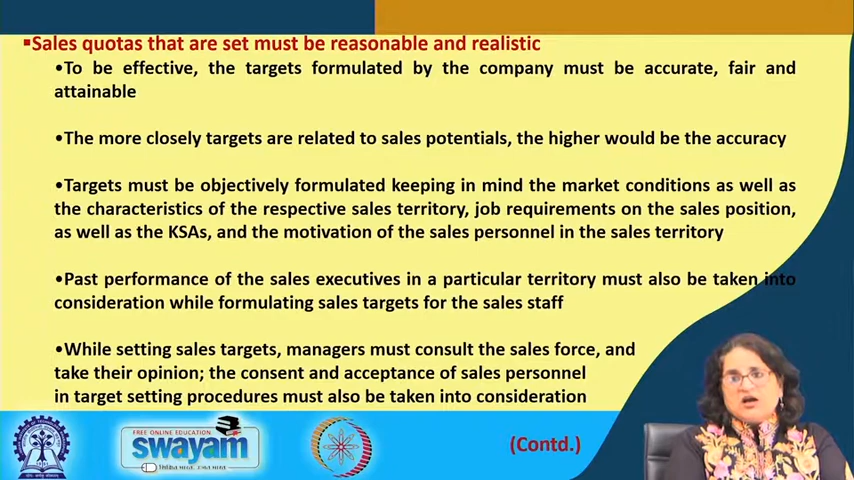 ▪Sales quotas that are set must be reasonable and realistic
•To be effective, the targets formulated by the company must be accurate, fair and
attainable
•The more closely targets are related to sales potentials, the higher would be the accuracy
•Targets must be objectively formulated keeping in mind the market conditions as well as
the characteristics of the respective sales territory, job requirements on the sales position,
as well as the KSAs, and the motivation of the sales personnel in the sales territory
•Past performance of the sales executives in a particular territory must also be taken into
consideration while formulating sales targets for the sales staff
•While setting sales targets, managers must consult the sales force, and
take their opinion; the consent and acceptance of sales personnel
in target setting procedures must also be taken into consideration
FREE ONLINE EDUCATION
swayam
(Contd.)